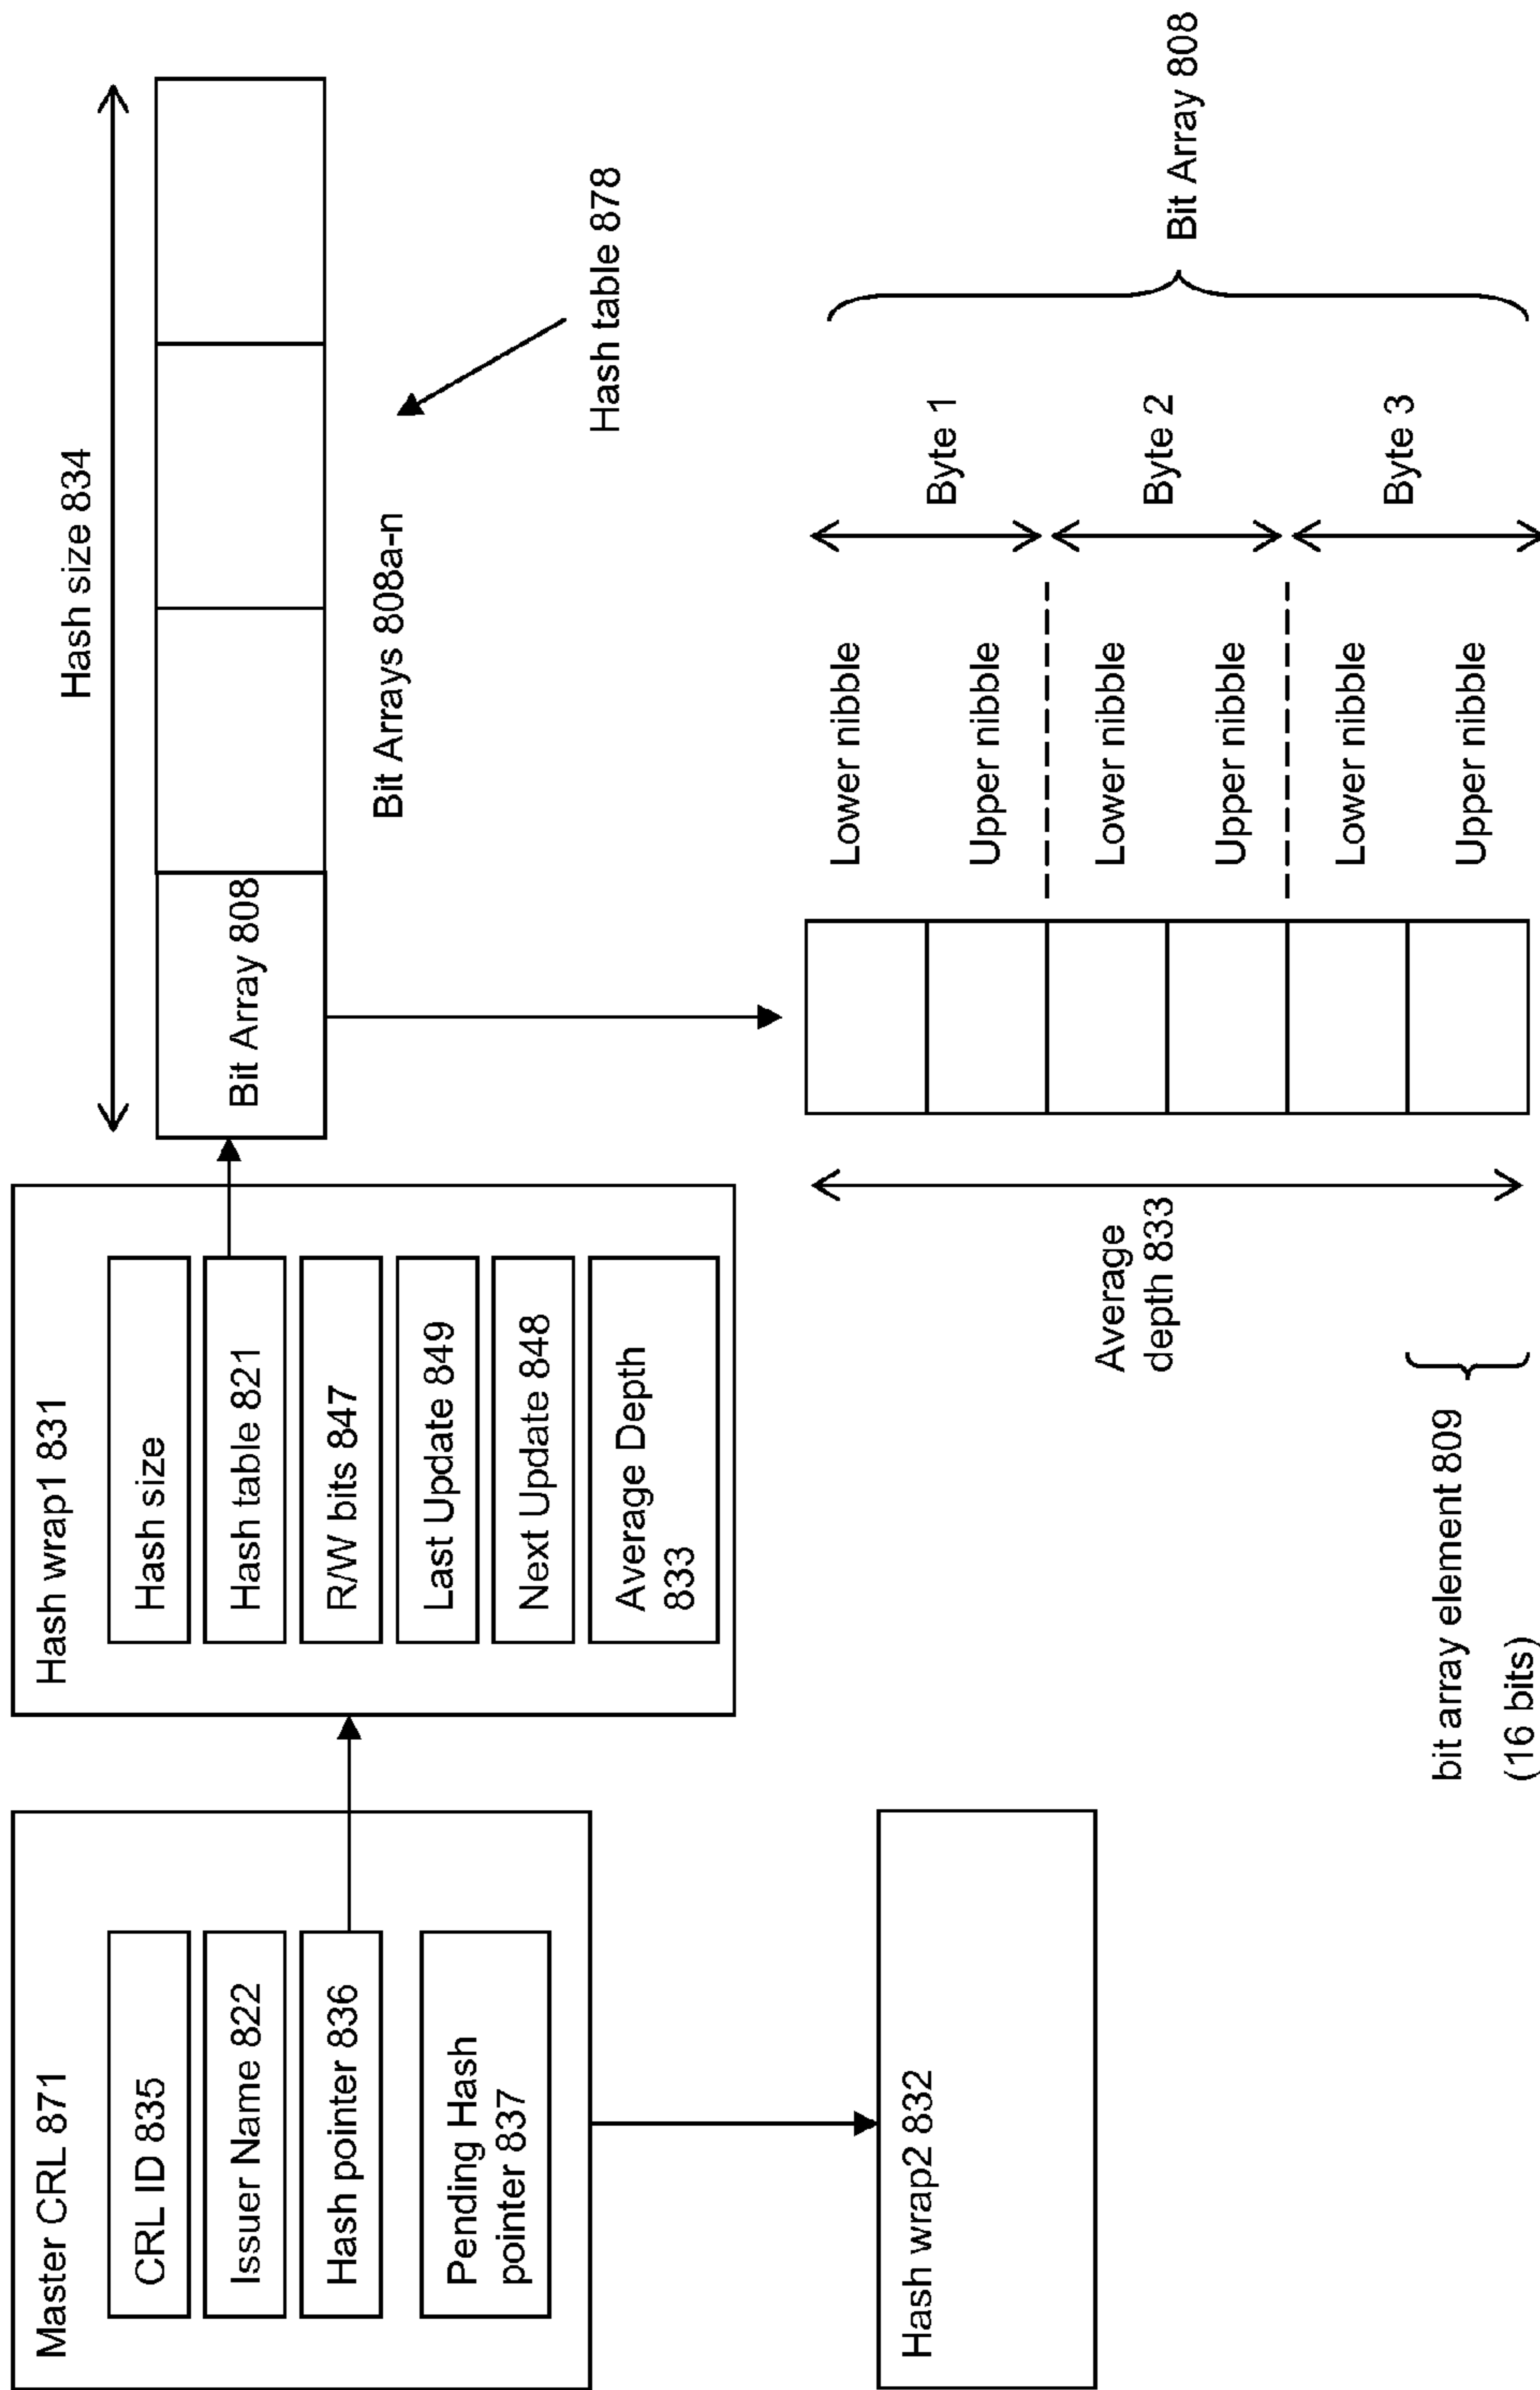 Master CRL 871
CRL ID 835
Issuer Name 822
Hash pointer 836
Pending Hash
pointer 837
Hash wrap2 832
Hash wrap1 831
Hash size
Hash table 821
R/W bits 847
Last Update 849
Next Update 848
Average Depth
833
Hash size 834
Bit Array 808
Bit Arrays 808a-n
Hash table 878
Average
depth 833
bit array element 809
(16 bits)
Lower nibble
Upper nibble
Lower nibble
Upper nibble
Lower nibble
Upper nibble
Byte 1
Byte 2
Byte 3
Bit Array 808